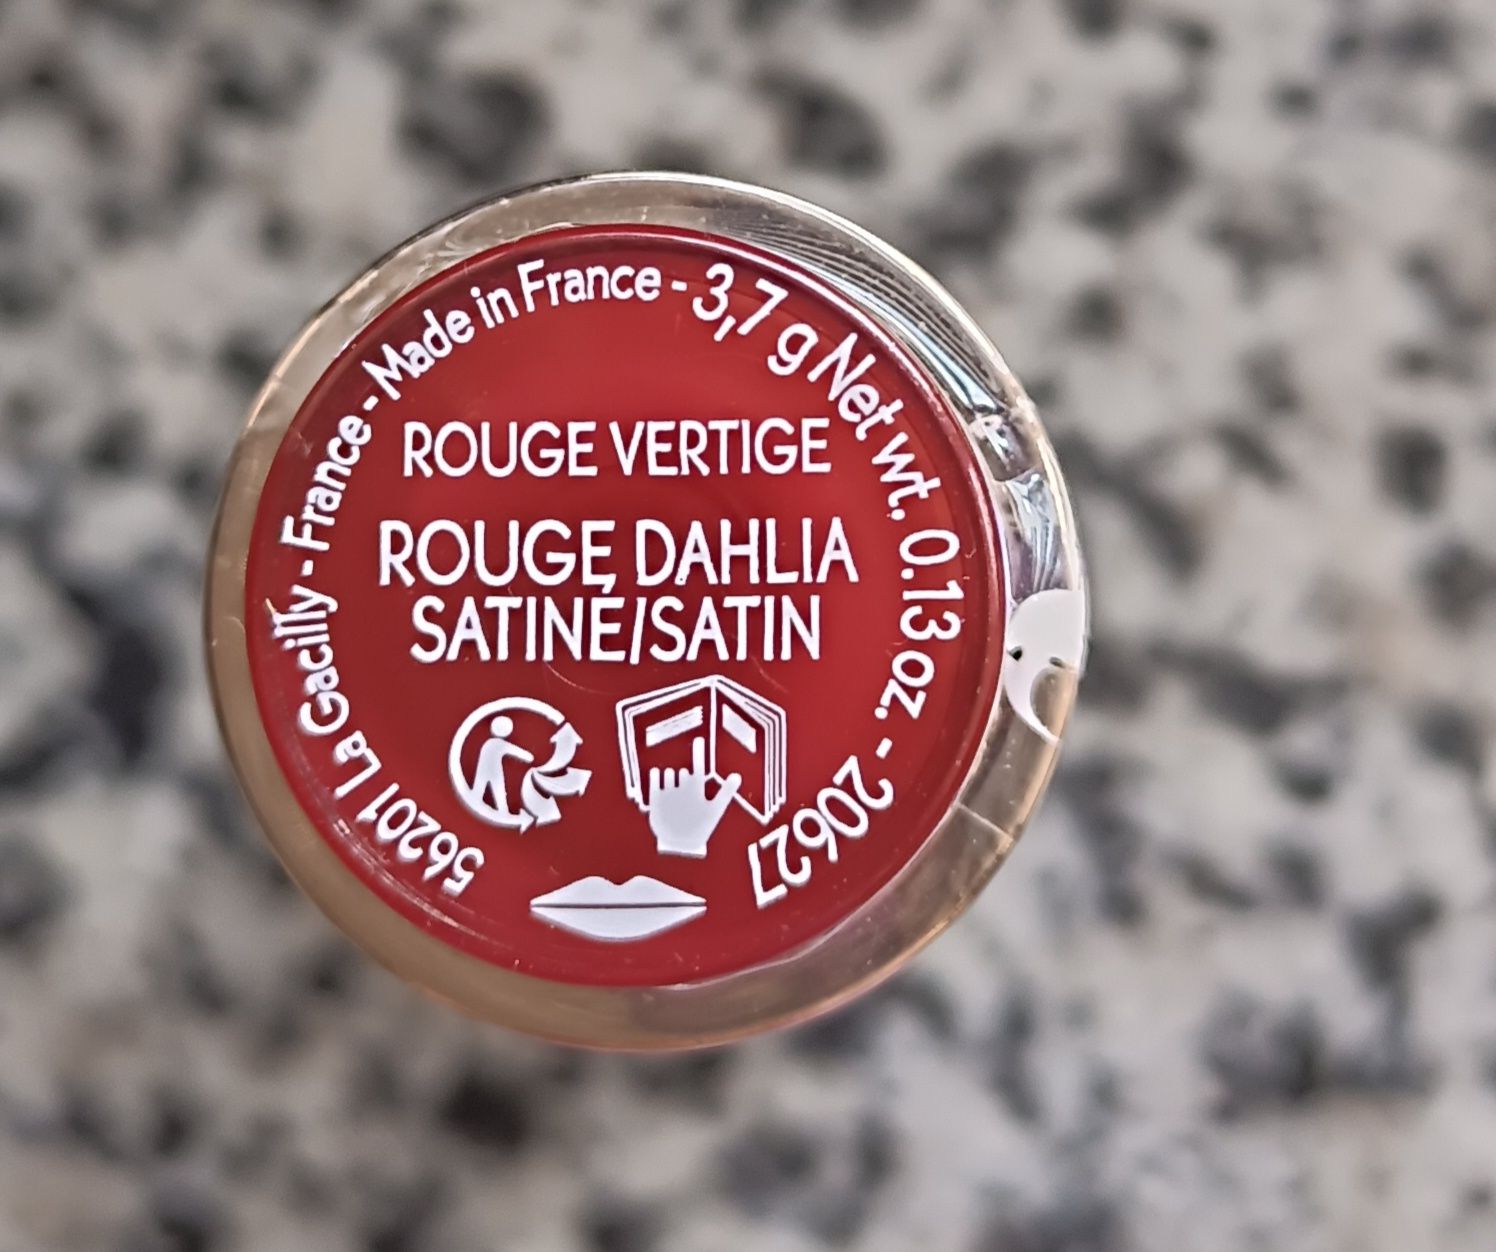 56201 La Gacilly - France - Made in France - 3,7 g Net wt. 0.13 oz. - 20627
ROUGE VERTIGE
ROUGE DAHLIA
SATINÉ/SATIN